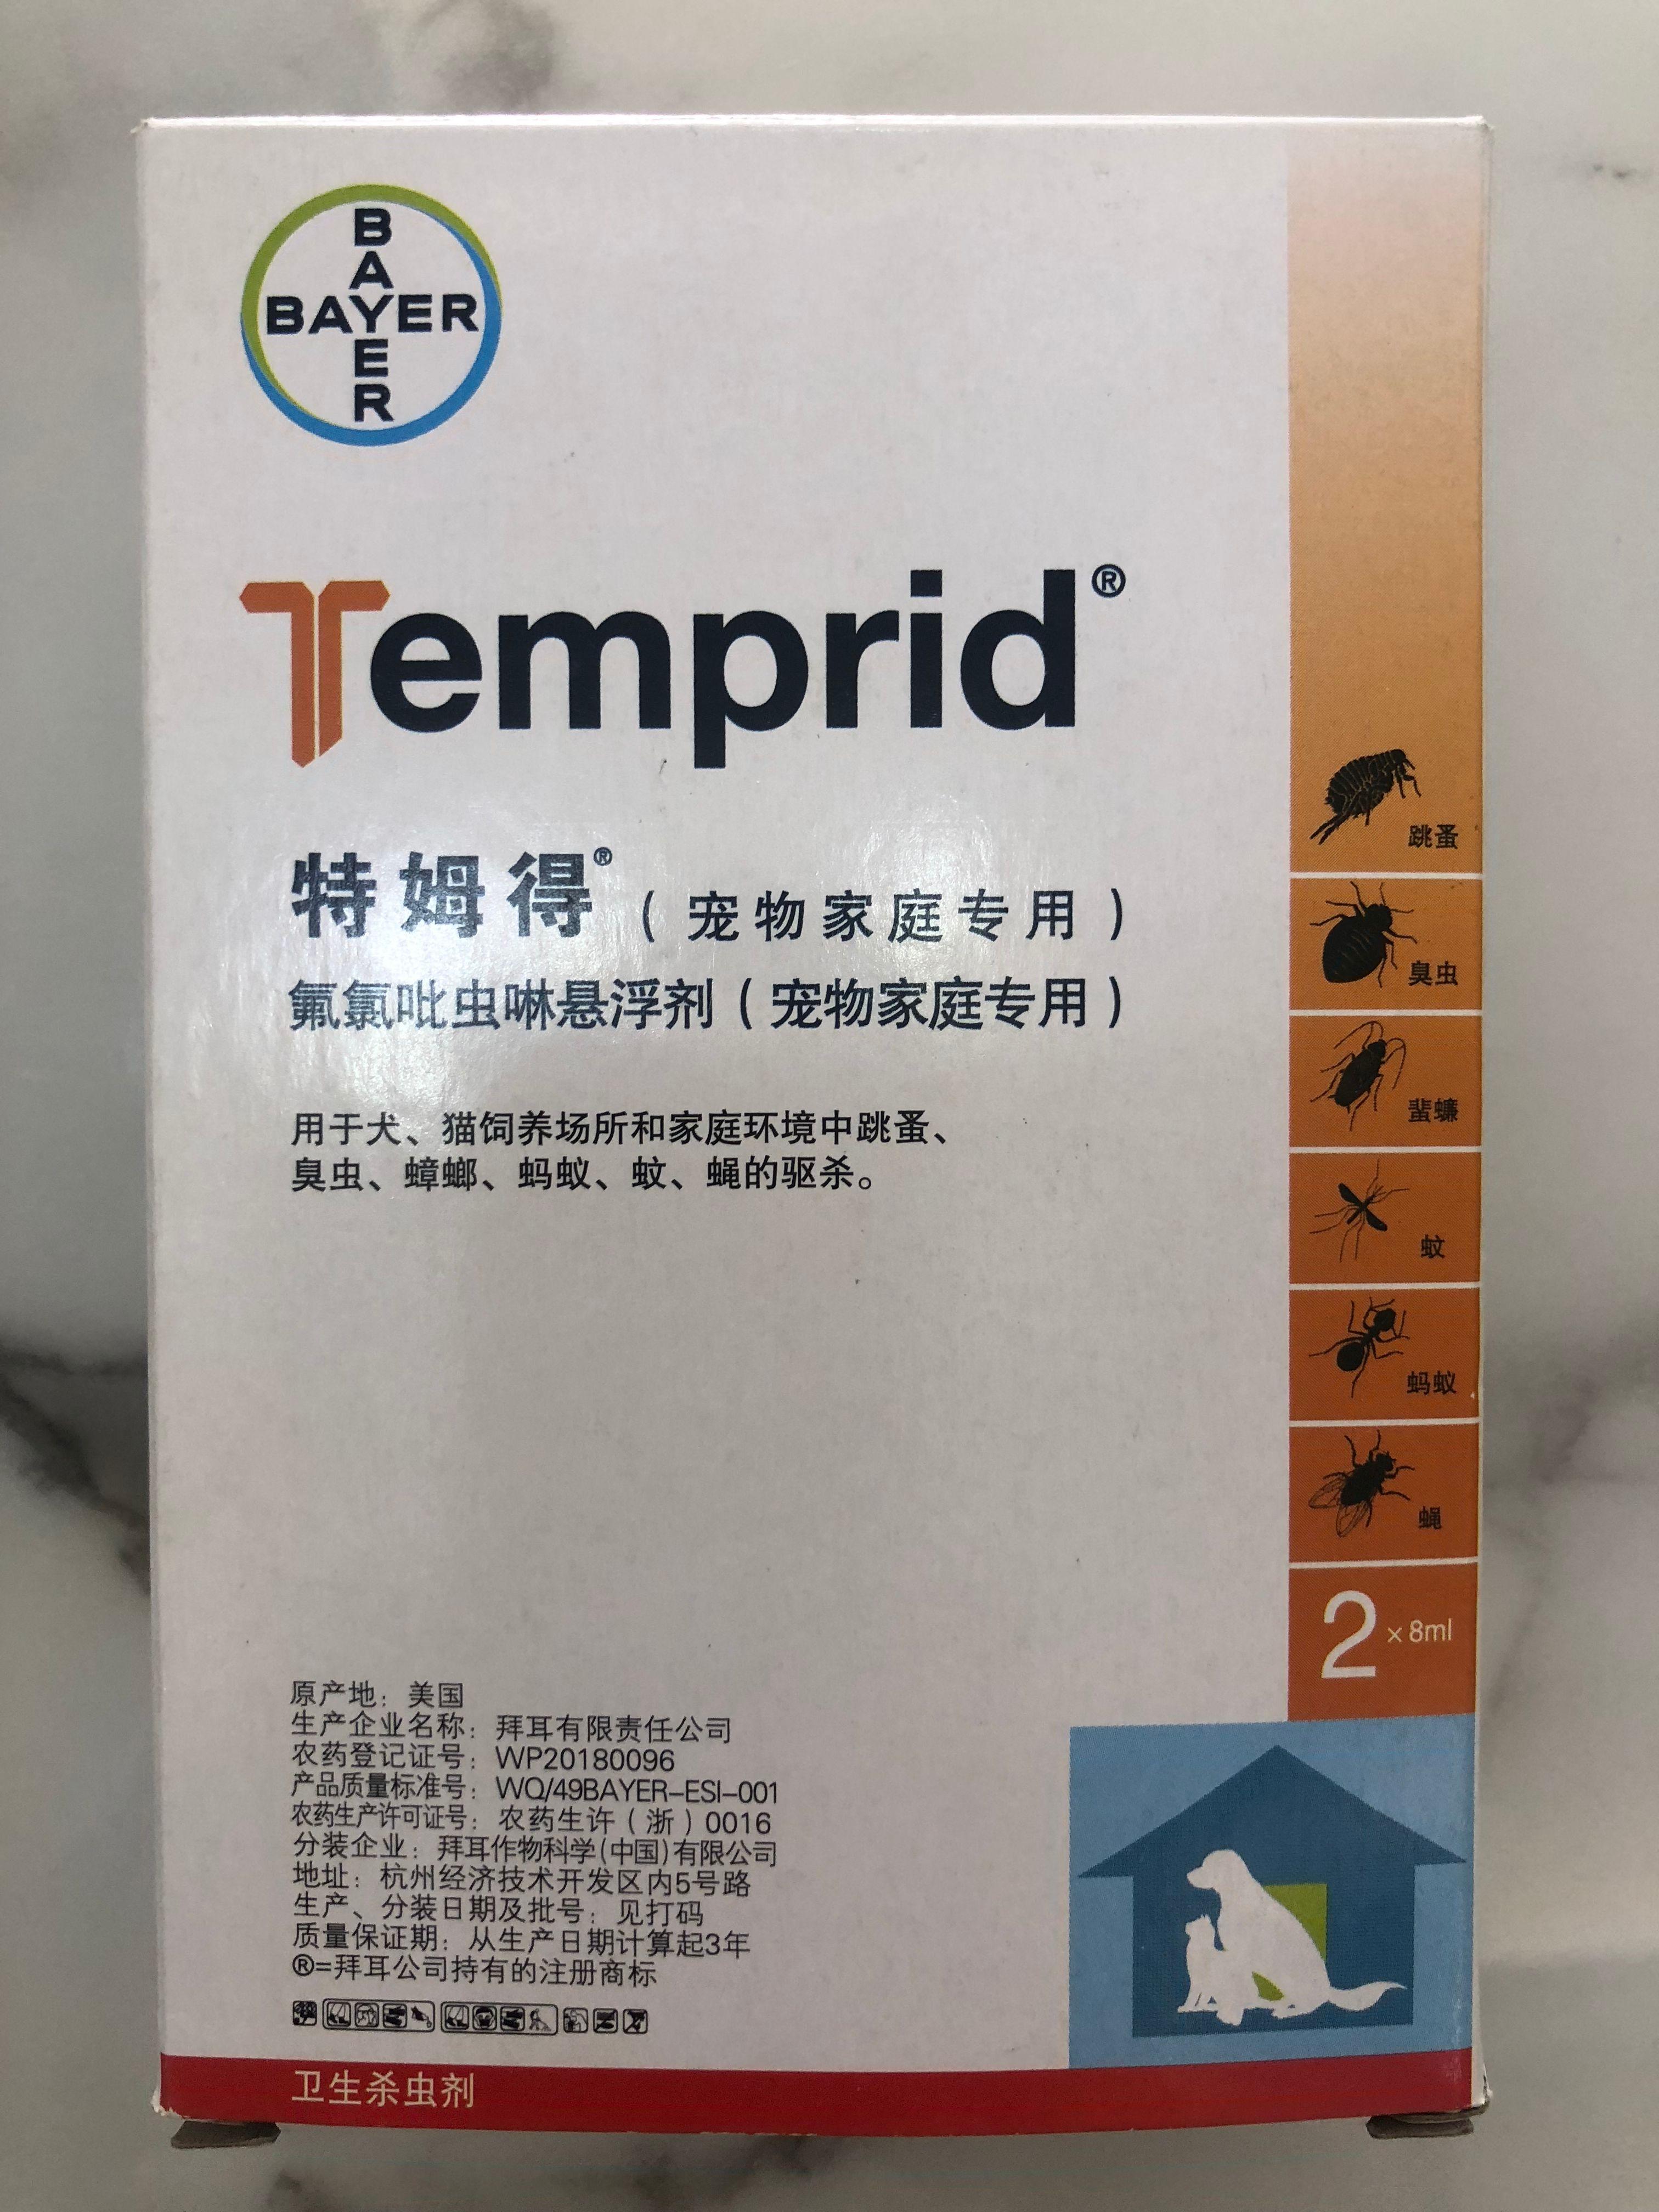 BAYER
BAYER
Temprid®
特姆得®（宠物家庭专用）
氟氯吡虫啉悬浮剂（宠物家庭专用）
用于犬、猫饲养场所和家庭环境中跳蚤、
臭虫、蟑螂、蚂蚁、蚊、蝇的驱杀。
跳蚤
臭虫
蜚蠊
蚊
蚂蚁
蝇
2×8ml
原产地：美国
生产企业名称：拜耳有限责任公司
农药登记证号：WP20180096
产品质量标准号：WQ/49BAYER-ESI-001
农药生产许可证号：农药生许（浙）0016
分装企业：拜耳作物科学(中国)有限公司
地址：杭州经济技术开发区内5号路
生产、分装日期及批号：见打码
质量保证期：从生产日期计算起3年
®=拜耳公司持有的注册商标
卫生杀虫剂